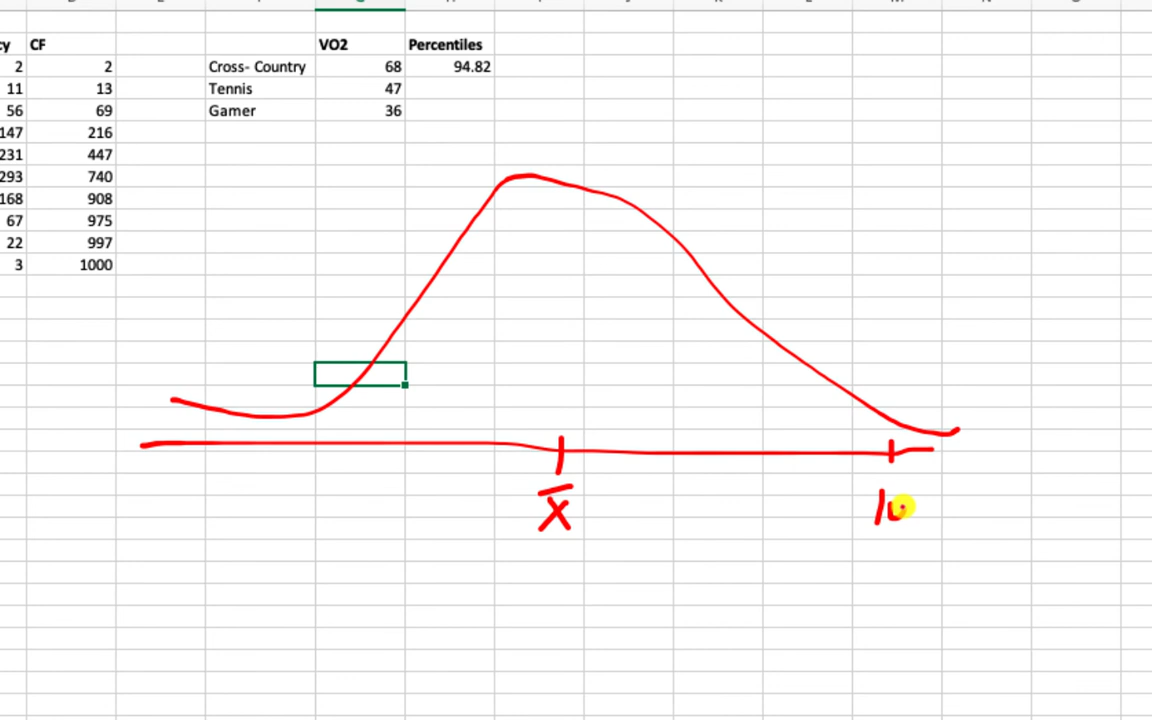 cy CF VO2 Percentiles
2 2 Cross- Country 68 94.82
11 13 Tennis 47
56 69 Gamer 36
147 216
231 447
293 740
168 908
67 975
22 997
3 1000
x̅